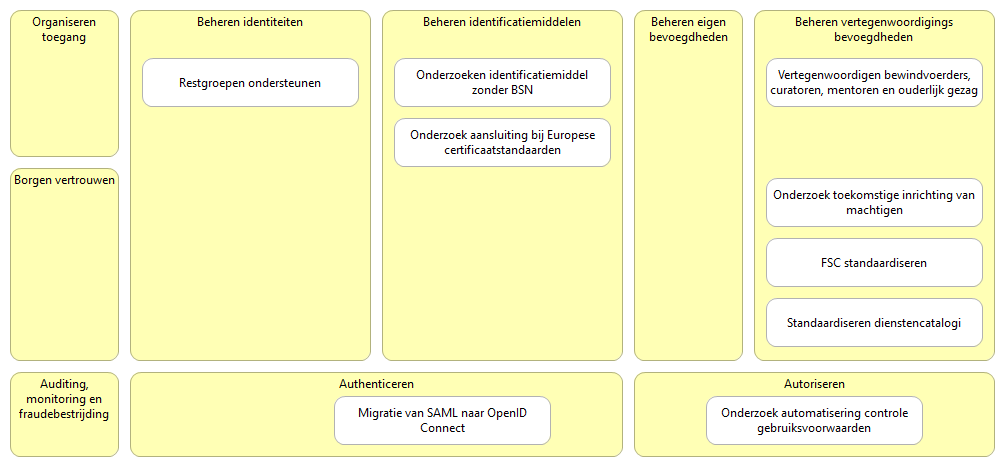 Organiseren
toegang
Beheren identiteiten
Restgroepen ondersteunen
Beheren identificatiemiddelen
Onderzoeken identificatiemiddel
zonder BSN
Onderzoek aansluiting bij Europese
certificaatstandaarden
Beheren eigen
bevoegdheden
Beheren vertegenwoordigings
bevoegdheden
Vertegenwoordigen bewindvoerders,
curatoren, mentoren en ouderlijk gezag
Onderzoek toekomstige inrichting van
machtigen
FSC standaardiseren
Standaardiseren dienstencatalogi
Borgen vertrouwen
Auditing,
monitoring en
fraudebestrijding
Authenticeren
Migratie van SAML naar OpenID
Connect
Autoriseren
Onderzoek automatisering controle
gebruiksvoorwaarden